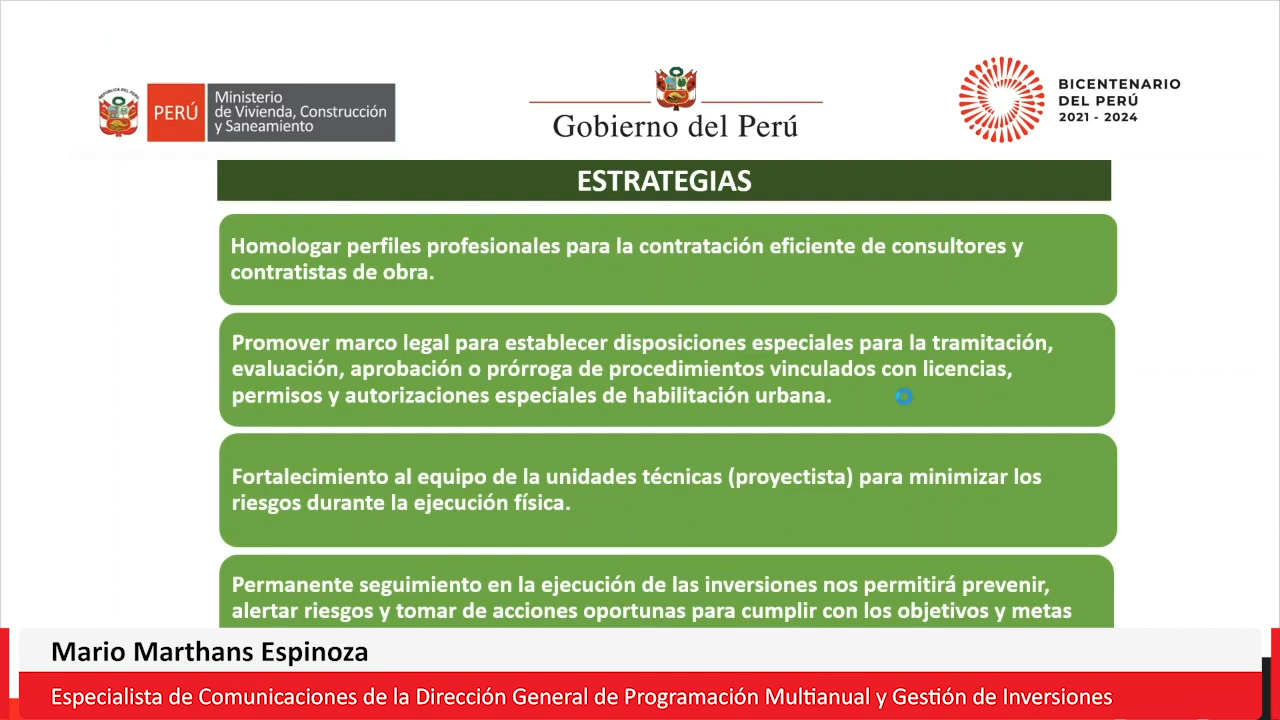 REPÚBLICA DEL PERÚ
PERÚ
Ministerio
de Vivienda, Construcción
y Saneamiento
Gobierno del Perú
BICENTENARIO
DEL PERÚ
2021 - 2024
ESTRATEGIAS
Homologar perfiles profesionales para la contratación eficiente de consultores y
contratistas de obra.
Promover marco legal para establecer disposiciones especiales para la tramitación,
evaluación, aprobación o prórroga de procedimientos vinculados con licencias,
permisos y autorizaciones especiales de habilitación urbana.
Fortalecimiento al equipo de la unidades técnicas (proyectista) para minimizar los
riesgos durante la ejecución física.
Permanente seguimiento en la ejecución de las inversiones nos permitirá prevenir,
alertar riesgos y tomar de acciones oportunas para cumplir con los objetivos y metas
Mario Marthans Espinoza
Especialista de Comunicaciones de la Dirección General de Programación Multianual y Gestión de Inversiones